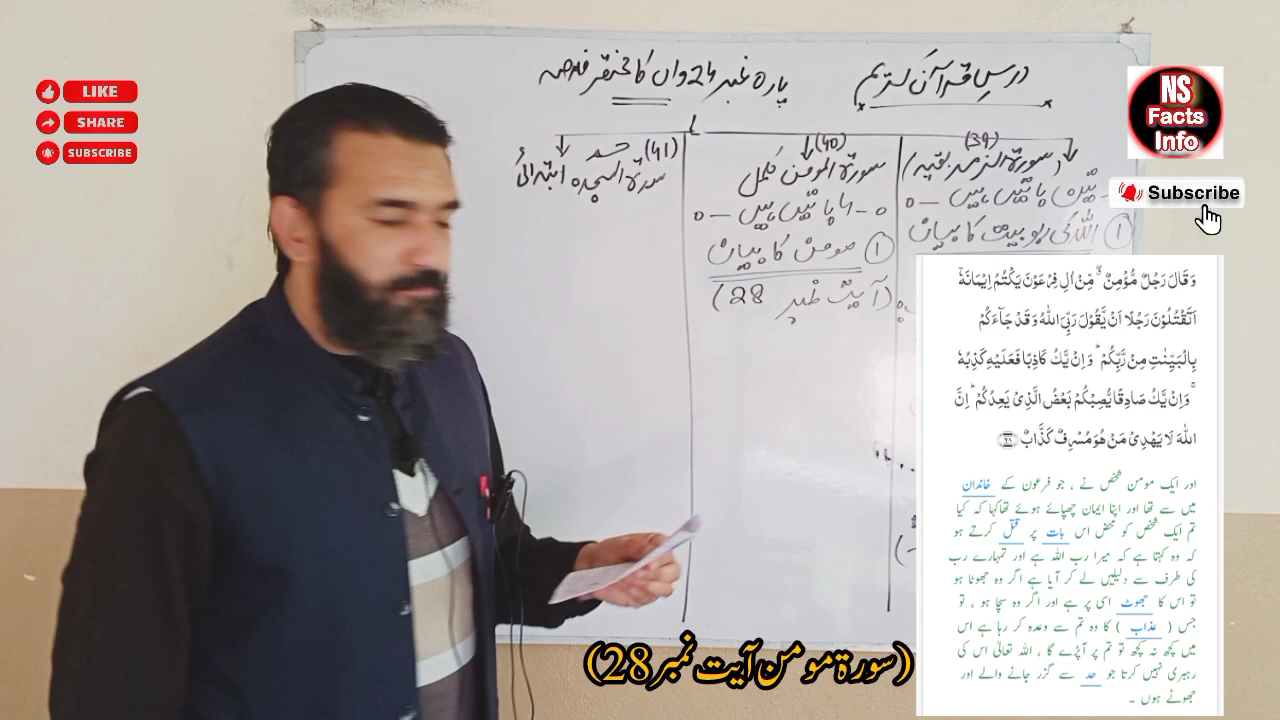 LIKE
SHARE
SUBSCRIBE
NS
Facts
Info
Subscribe
درسِ قرآن کریم
پارہ نمبر 24 واں کا مختصر خلاصہ
(39)
(سورۃ الزمر بقیہ)
تین باتیں ہیں
① اللہ کی ربوبیت کا بیان
(40)
سورۃ المومن مکمل
باتیں ہیں
① مومن کا بیان
(آیت نمبر 28)
(41)
حمٓ
سورۃ السجدہ ابتدائی
وَقَالَ رَجُلٌ مُّؤْمِنٌ ۖ مِّنْ اٰلِ فِرْعَوْنَ يَكْتُمُ اِيْمَانَهٗٓ
اَتَقْتُلُوْنَ رَجُلًا اَنْ يَّقُوْلَ رَبِّيَ اللّٰهُ وَقَدْ جَآءَكُمْ
بِالْبَيِّنٰتِ مِنْ رَّبِّكُمْ ؕ وَاِنْ يَّكُ كَاذِبًا فَعَلَيْهِ كَذِبُهٗ
ۚ وَاِنْ يَّكُ صَادِقًا يُّصِبْكُمْ بَعْضُ الَّذِيْ يَعِدُكُمْ ؕ اِنَّ
اللّٰهَ لَا يَهْدِيْ مَنْ هُوَ مُسْرِفٌ كَذَّابٌ ﴿۲۸﴾
اور ایک مومن شخص نے ، جو فرعون کے خاندان
میں سے تھا اور اپنا ایمان چھپائے ہوئے تھا کہا کہ کیا
تم ایک شخص کو محض اس بات پر قتل کرتے ہو
کہ وہ کہتا ہے کہ میرا رب اللہ ہے اور تمہارے رب
کی طرف سے دلیلیں لے کر آیا ہے اگر وہ جھوٹا ہو
تو اس کا جھوٹ اسی پر ہے اور اگر وہ سچا ہو ، تو
جس ( عذاب ) کا وہ تم سے وعدہ کر رہا ہے اس
میں کچھ نہ کچھ تو تم پر آ پڑے گا ، اللہ تعالیٰ اس کی
رہبری نہیں کرتا جو حد سے گزر جانے والے اور
جھوٹے ہوں ۔
(سورۃ مومن آیت نمبر 28)